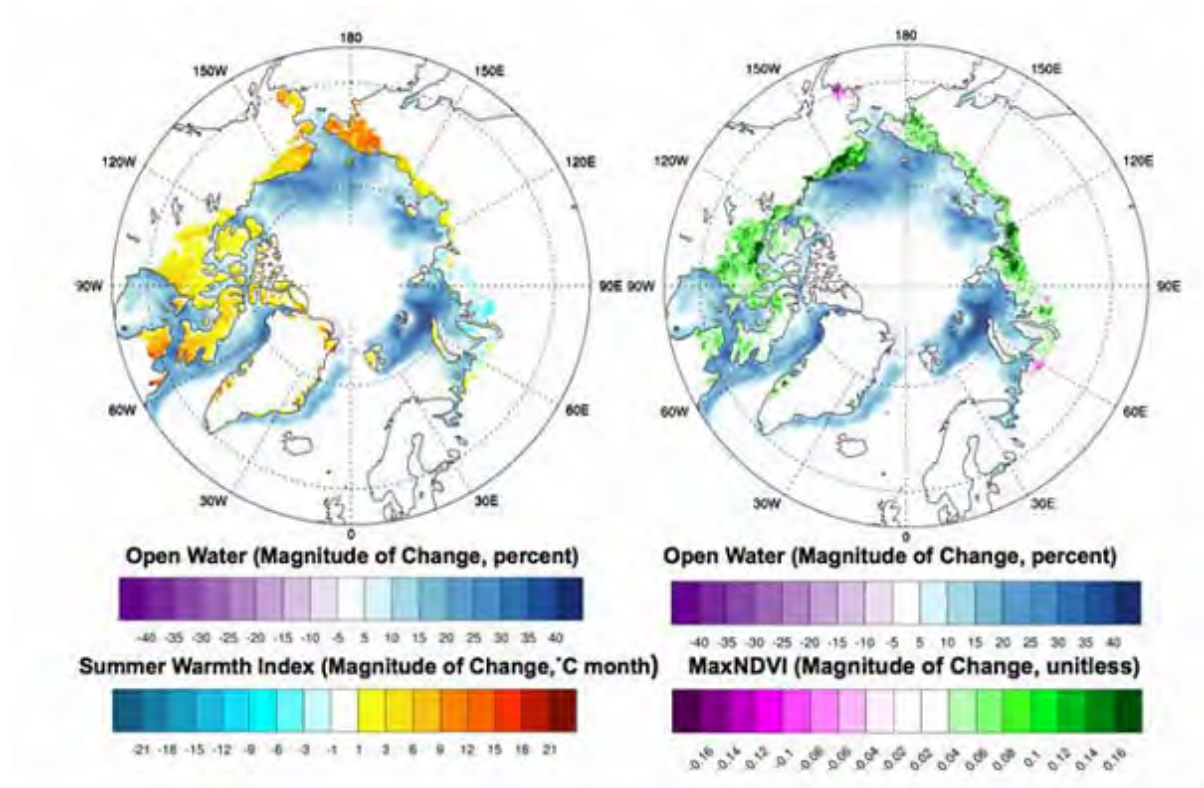 180
150W
150E
120W
120E
90W
90E
60W
60E
30W
30E
0
180
150W
150E
120W
120E
90W
90E
60W
60E
30W
30E
0
Open Water (Magnitude of Change, percent)
-40 -35 -30 -25 -20 -15 -10 -5 5 10 15 20 25 30 35 40
Summer Warmth Index (Magnitude of Change,°C month)
-21 -18 -15 -12 -9 -6 -3 -1 1 3 6 9 12 15 18 21
Open Water (Magnitude of Change, percent)
-40 -35 -30 -25 -20 -15 -10 -5 5 10 15 20 25 30 35 40
MaxNDVI (Magnitude of Change, unitless)
-0.16 -0.14 -0.12 -0.1 -0.08 -0.06 -0.04 -0.02 0.02 0.04 0.06 0.08 0.1 0.12 0.14 0.16